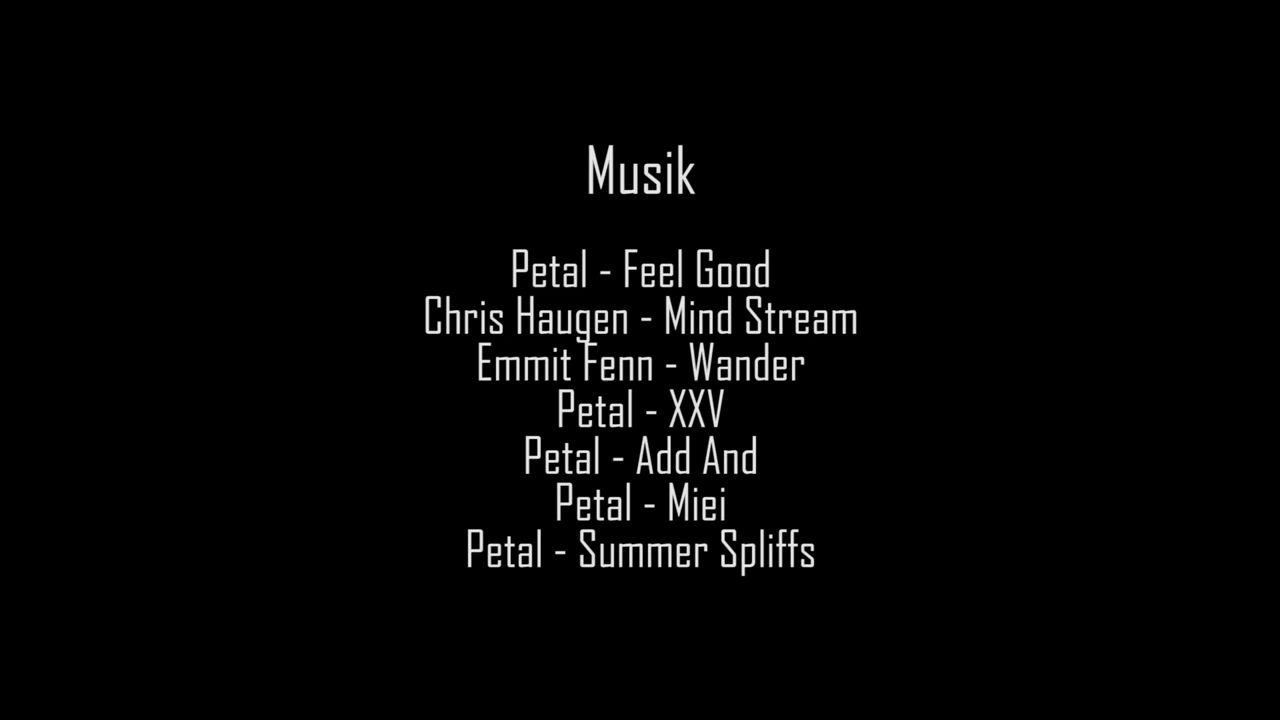 Musik
Petal - Feel Good
Chris Haugen - Mind Stream
Emmit Fenn - Wander
Petal - XXV
Petal - Add And
Petal - Miei
Petal - Summer Spliffs